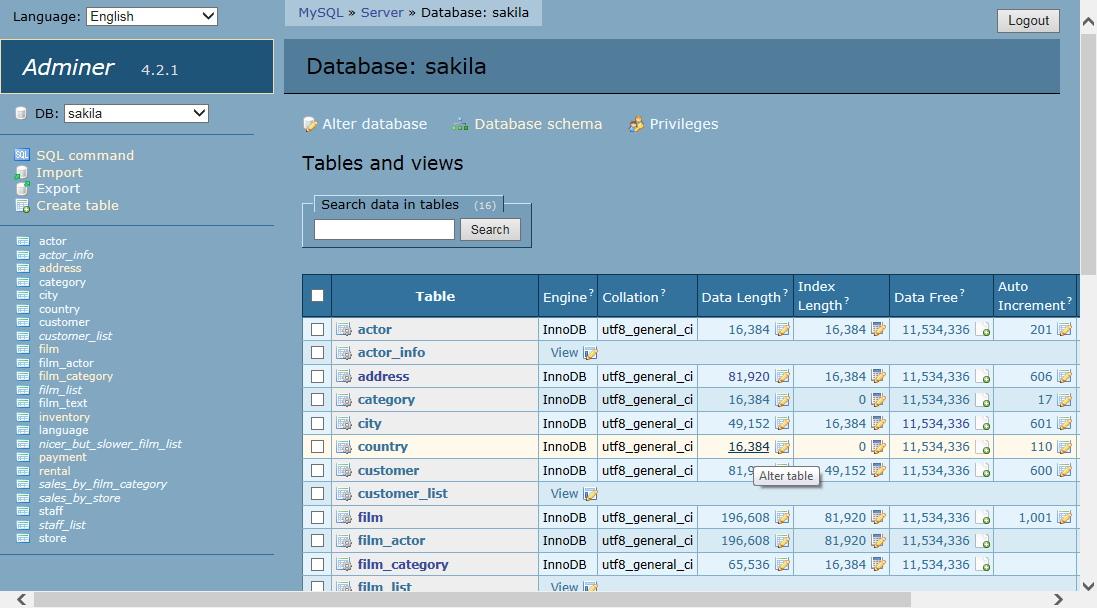 Language: English
MySQL » Server » Database: sakila
Logout
Adminer 4.2.1
Database: sakila
DB: sakila
Alter database Database schema Privileges
SQL command
Import
Export
Create table
Tables and views
Search data in tables (16)
Search
actor
actor_info
address
category
city
country
customer
customer_list
film
film_actor
film_category
film_list
film_text
inventory
language
nicer_but_slower_film_list
payment
rental
sales_by_film_category
sales_by_store
staff
staff_list
store
Table Engine? Collation? Data Length? Index Length? Data Free? Auto Increment?
actor InnoDB utf8_general_ci 16,384 16,384 11,534,336 201
actor_info View
address InnoDB utf8_general_ci 81,920 16,384 11,534,336 606
category InnoDB utf8_general_ci 16,384 0 11,534,336 17
city InnoDB utf8_general_ci 49,152 16,384 11,534,336 601
country InnoDB utf8_general_ci 16,384 0 11,534,336 110
customer InnoDB utf8_general_ci 81,9 49,152 11,534,336 600
Alter table
customer_list View
film InnoDB utf8_general_ci 196,608 81,920 11,534,336 1,001
film_actor InnoDB utf8_general_ci 196,608 81,920 11,534,336
film_category InnoDB utf8_general_ci 65,536 16,384 11,534,336
film_list View